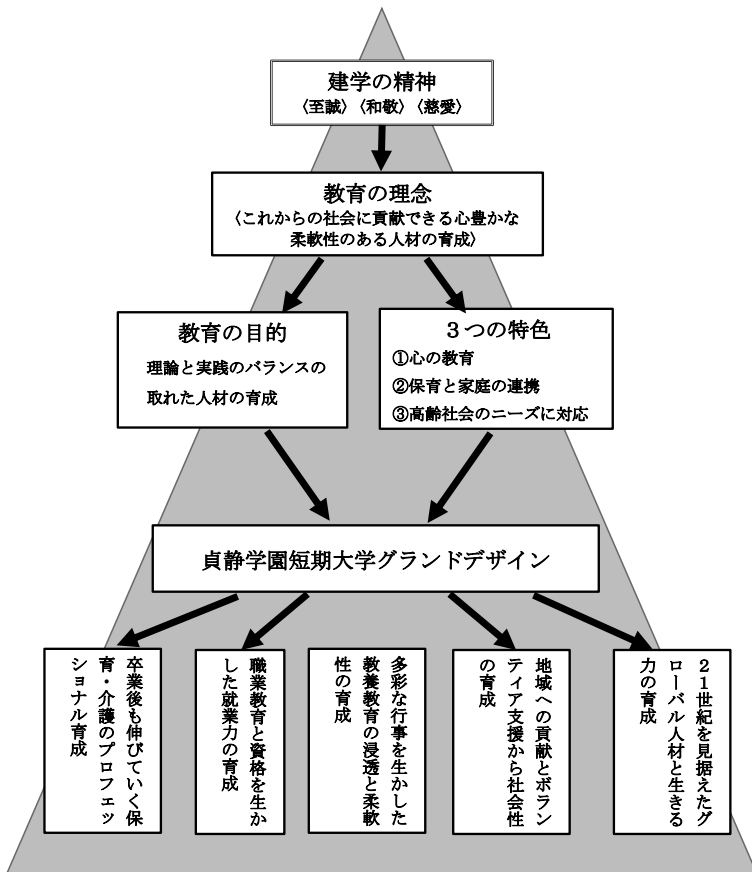 建学の精神
〈至誠〉〈和敬〉〈慈愛〉
教育の理念
〈これからの社会に貢献できる心豊かな
柔軟性のある人材の育成〉
教育の目的
理論と実践のバランスの
取れた人材の育成
３つの特色
①心の教育
②保育と家庭の連携
③高齢社会のニーズに対応
貞静学園短期大学グランドデザイン
卒業後も伸びていく保
育・介護のプロフェッ
ショナル育成
職業教育と資格を生か
した就業力の育成
多彩な行事を生かした
教養教育の浸透と柔軟
性の育成
地域への貢献とボラン
ティア支援から社会性
の育成
２１世紀を見据えたグ
ローバル人材と生きる
力の育成